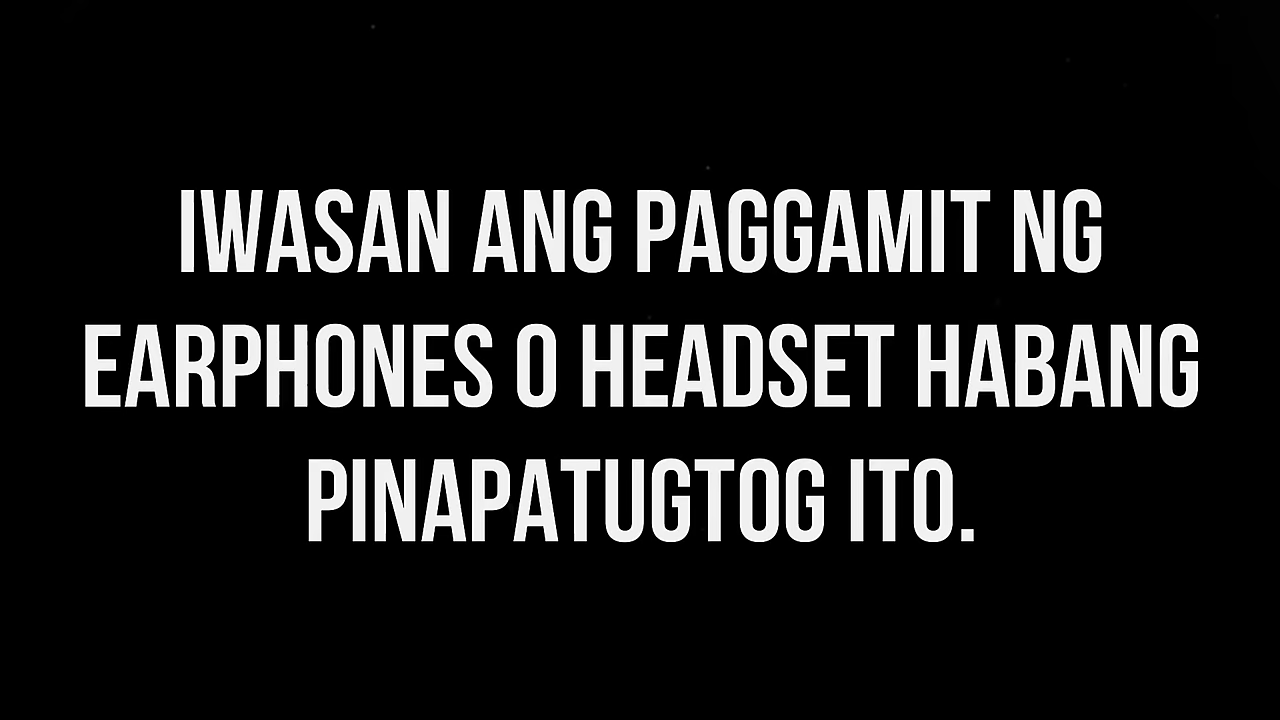 IWASAN ANG PAGGAMIT NG
EARPHONES O HEADSET HABANG
PINAPATUGTOG ITO.